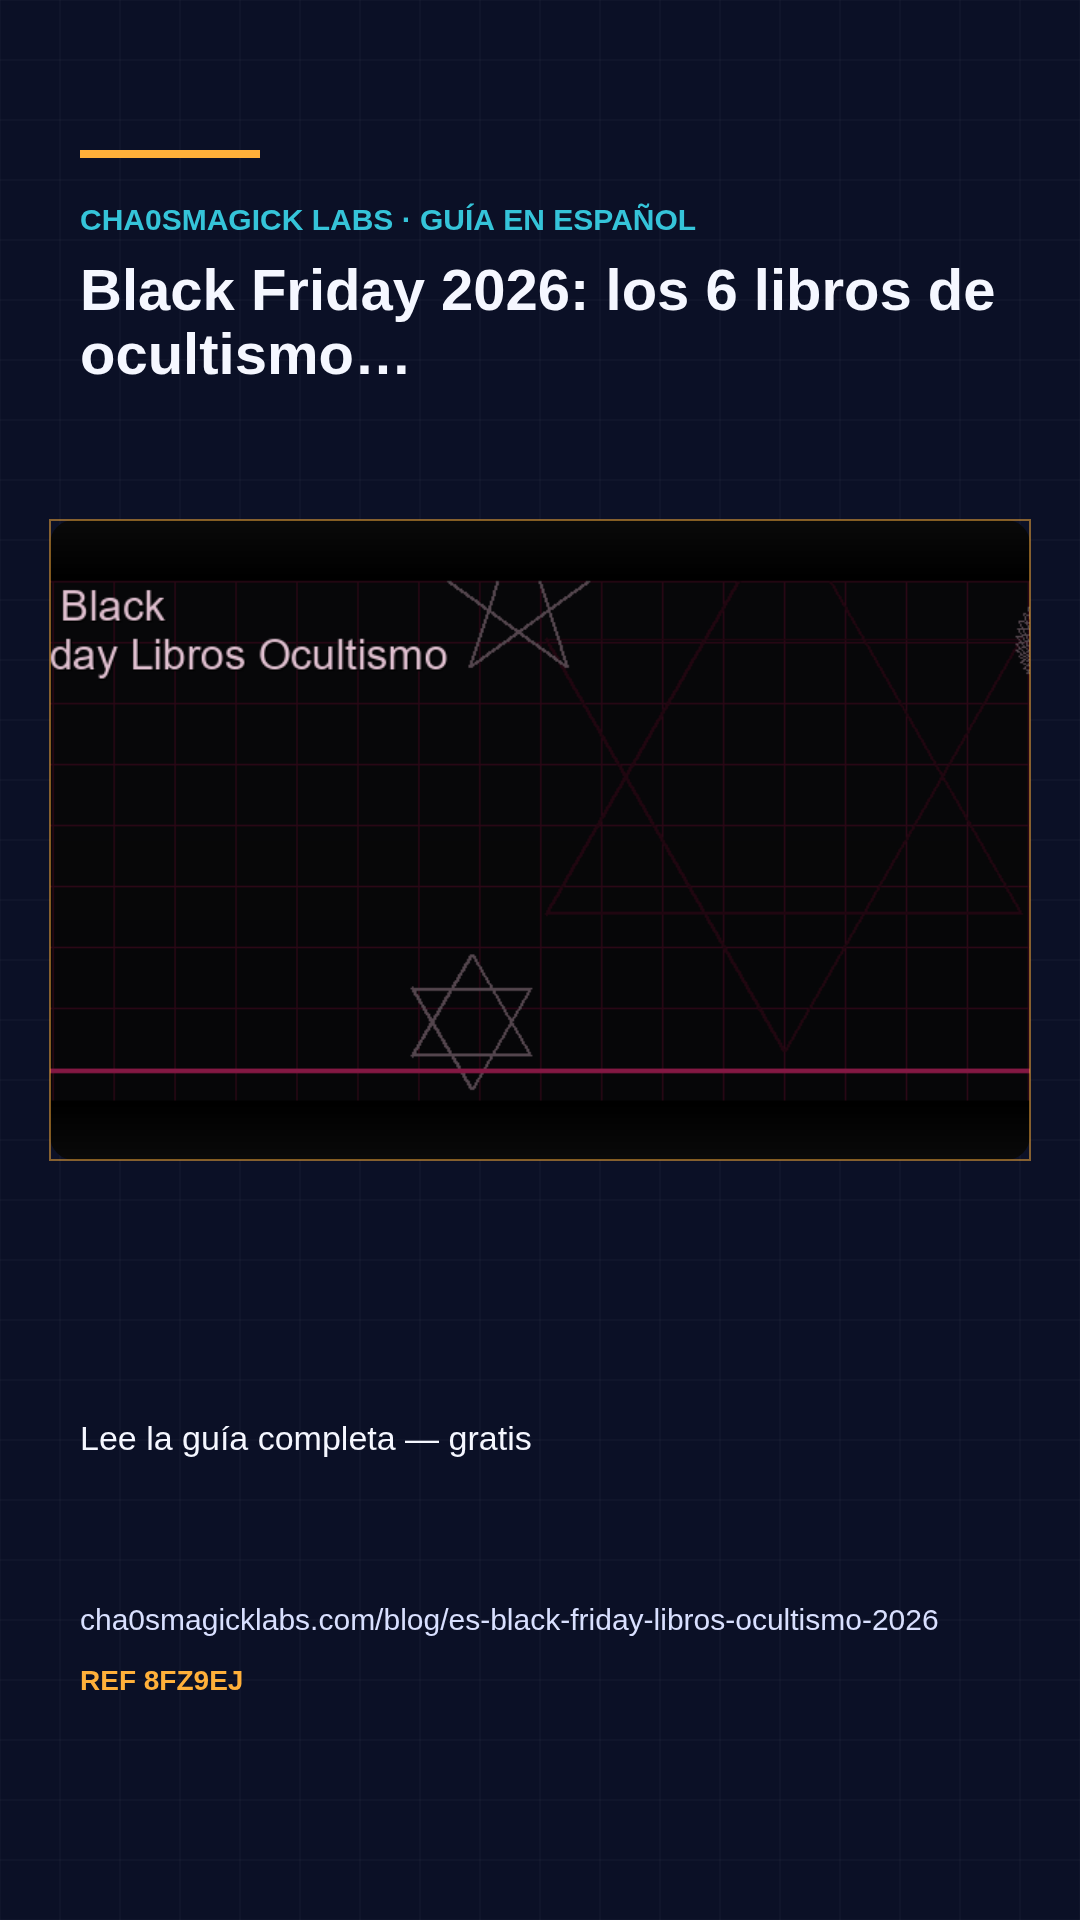 CHA0SMAGICK LABS · GUÍA EN ESPAÑOL
Black Friday 2026: los 6 libros de
ocultismo…
Black
day Libros Ocultismo
Lee la guía completa — gratis
cha0smagicklabs.com/blog/es-black-friday-libros-ocultismo-2026
REF 8FZ9EJ